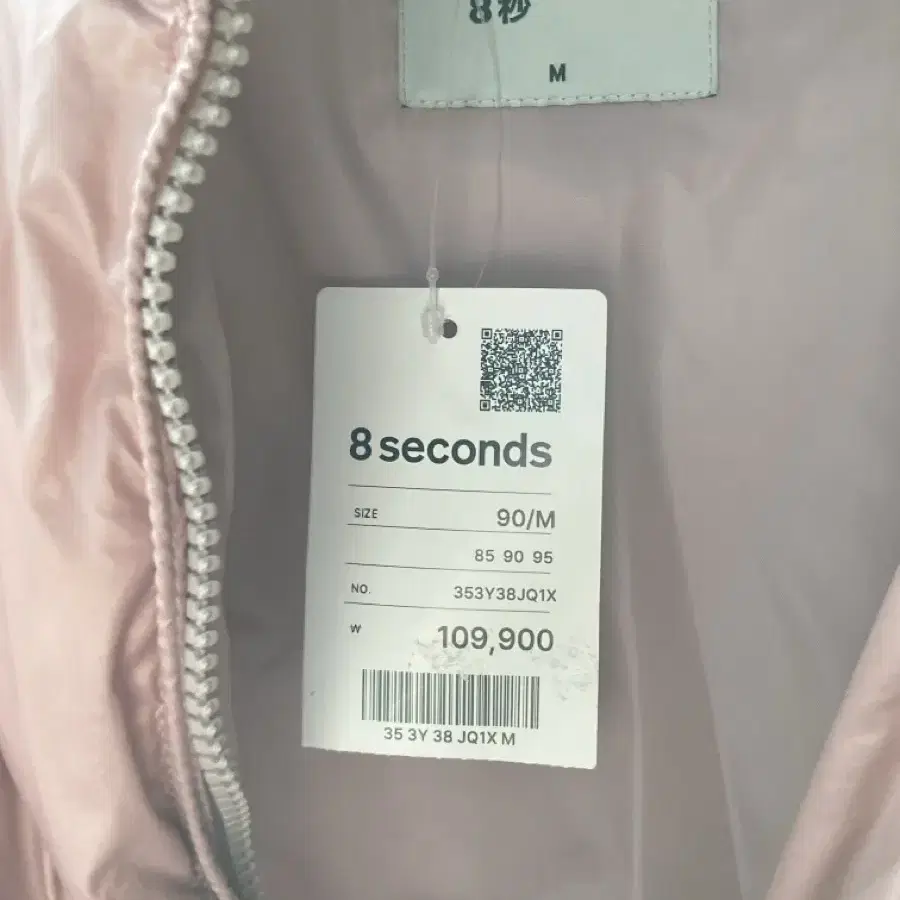 8秒
M
8 seconds
SIZE 90/M
85 90 95
NO. 353Y38JQ1X
₩ 109,900
35 3Y 38 JQ1X M